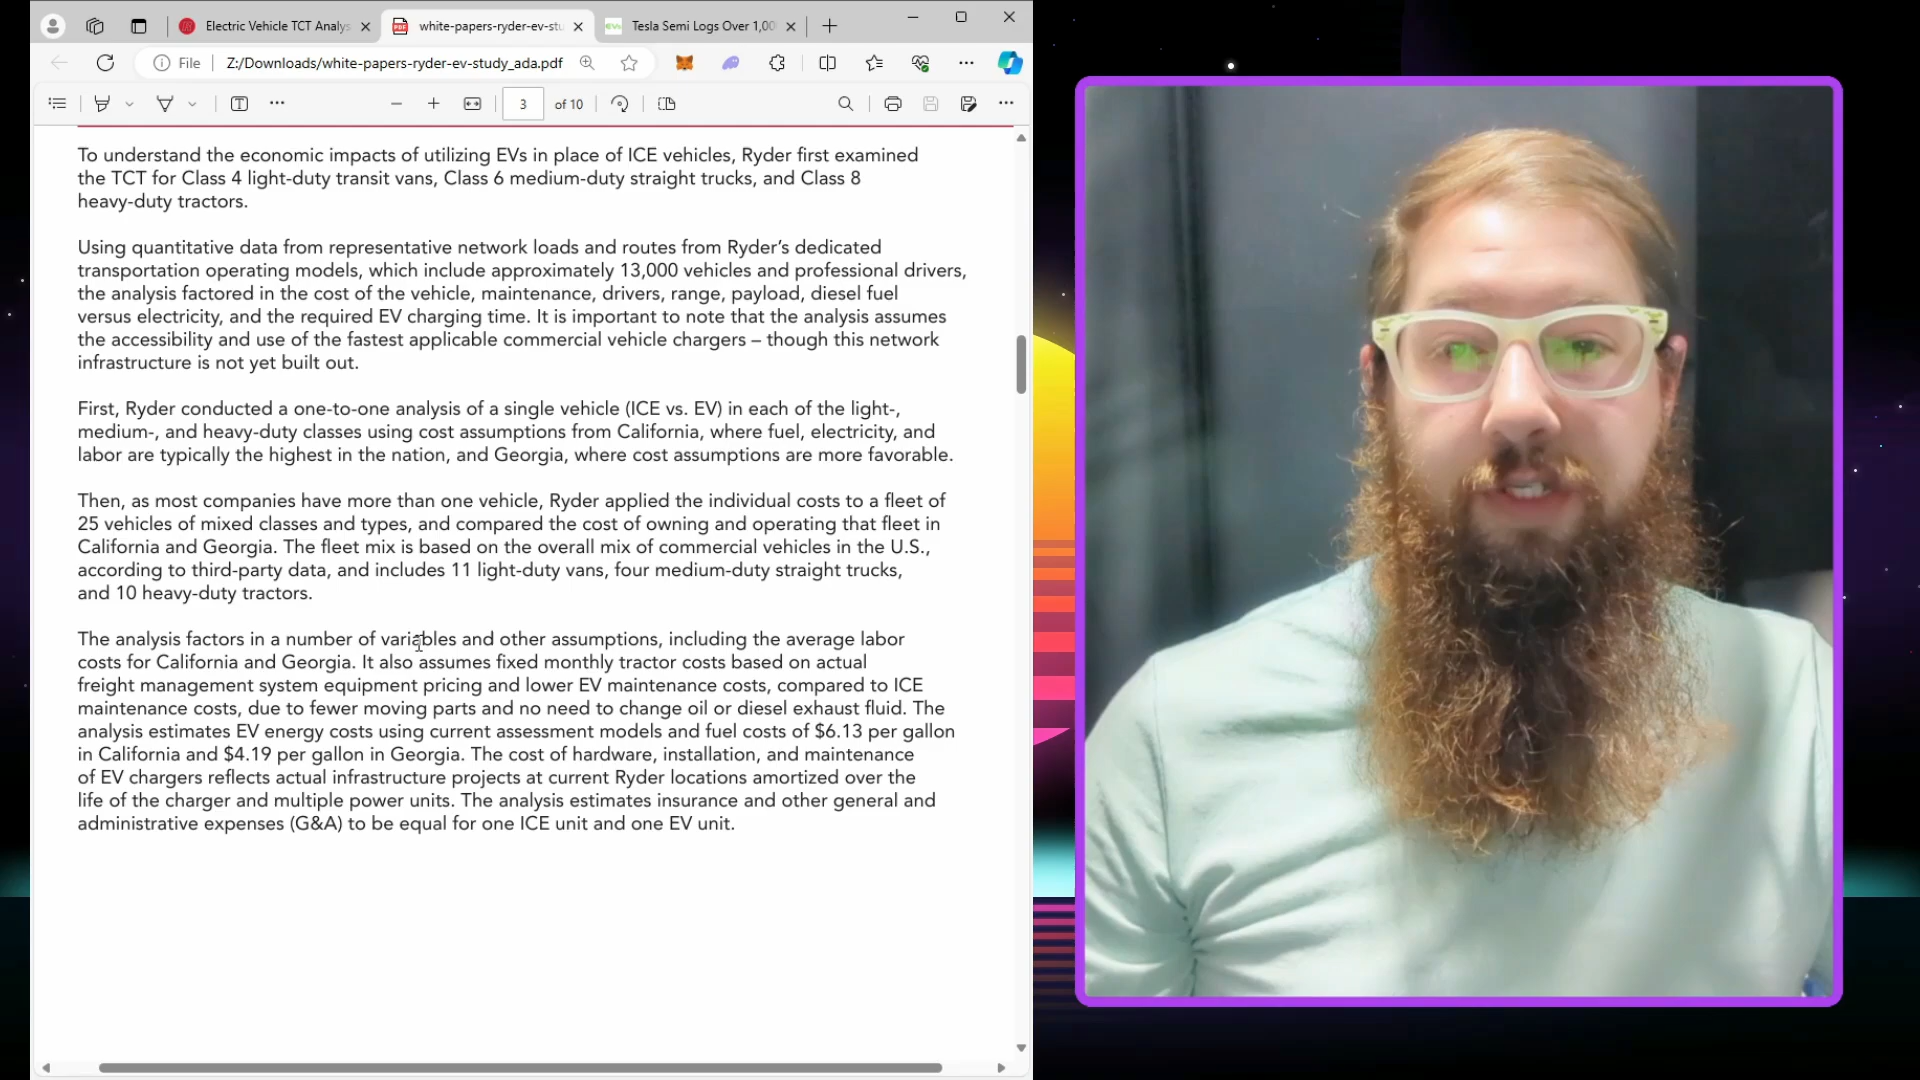 Electric Vehicle TCT Analys
white-papers-ryder-ev-stu
Tesla Semi Logs Over 1,00
File
Z:/Downloads/white-papers-ryder-ev-study_ada.pdf
3 of 10
To understand the economic impacts of utilizing EVs in place of ICE vehicles, Ryder first examined
the TCT for Class 4 light-duty transit vans, Class 6 medium-duty straight trucks, and Class 8
heavy-duty tractors.
Using quantitative data from representative network loads and routes from Ryder’s dedicated
transportation operating models, which include approximately 13,000 vehicles and professional drivers,
the analysis factored in the cost of the vehicle, maintenance, drivers, range, payload, diesel fuel
versus electricity, and the required EV charging time. It is important to note that the analysis assumes
the accessibility and use of the fastest applicable commercial vehicle chargers – though this network
infrastructure is not yet built out.
First, Ryder conducted a one-to-one analysis of a single vehicle (ICE vs. EV) in each of the light-,
medium-, and heavy-duty classes using cost assumptions from California, where fuel, electricity, and
labor are typically the highest in the nation, and Georgia, where cost assumptions are more favorable.
Then, as most companies have more than one vehicle, Ryder applied the individual costs to a fleet of
25 vehicles of mixed classes and types, and compared the cost of owning and operating that fleet in
California and Georgia. The fleet mix is based on the overall mix of commercial vehicles in the U.S.,
according to third-party data, and includes 11 light-duty vans, four medium-duty straight trucks,
and 10 heavy-duty tractors.
The analysis factors in a number of variables and other assumptions, including the average labor
costs for California and Georgia. It also assumes fixed monthly tractor costs based on actual
freight management system equipment pricing and lower EV maintenance costs, compared to ICE
maintenance costs, due to fewer moving parts and no need to change oil or diesel exhaust fluid. The
analysis estimates EV energy costs using current assessment models and fuel costs of $6.13 per gallon
in California and $4.19 per gallon in Georgia. The cost of hardware, installation, and maintenance
of EV chargers reflects actual infrastructure projects at current Ryder locations amortized over the
life of the charger and multiple power units. The analysis estimates insurance and other general and
administrative expenses (G&A) to be equal for one ICE unit and one EV unit.